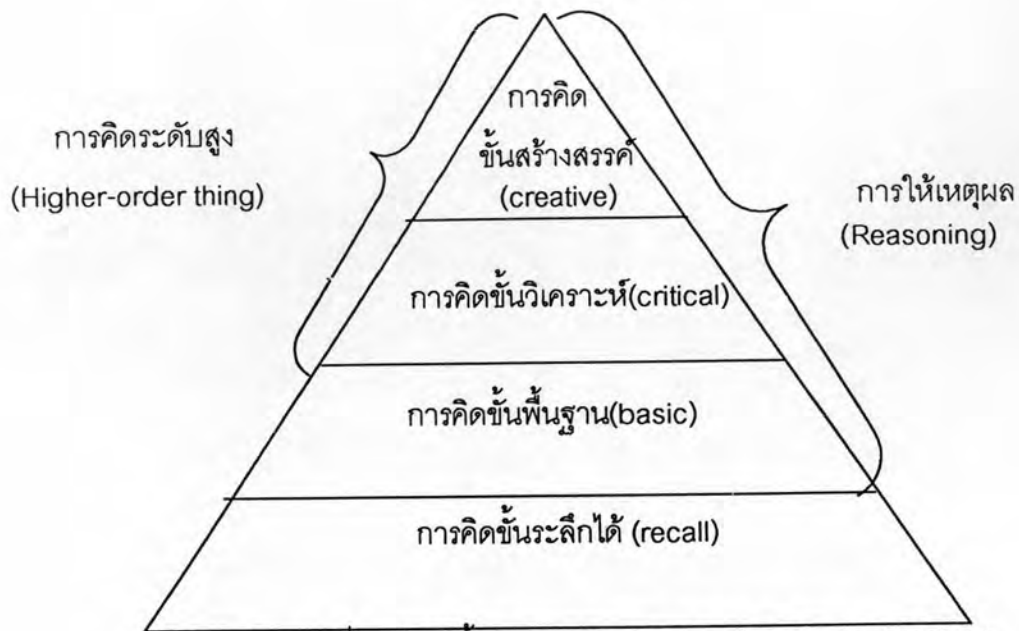 การคิด
ขั้นสร้างสรรค์
(creative)
การคิดระดับสูง
(Higher-order thing)
การให้เหตุผล
(Reasoning)
การคิดขั้นวิเคราะห์(critical)
การคิดขั้นพื้นฐาน(basic)
การคิดขั้นระลึกได้ (recall)